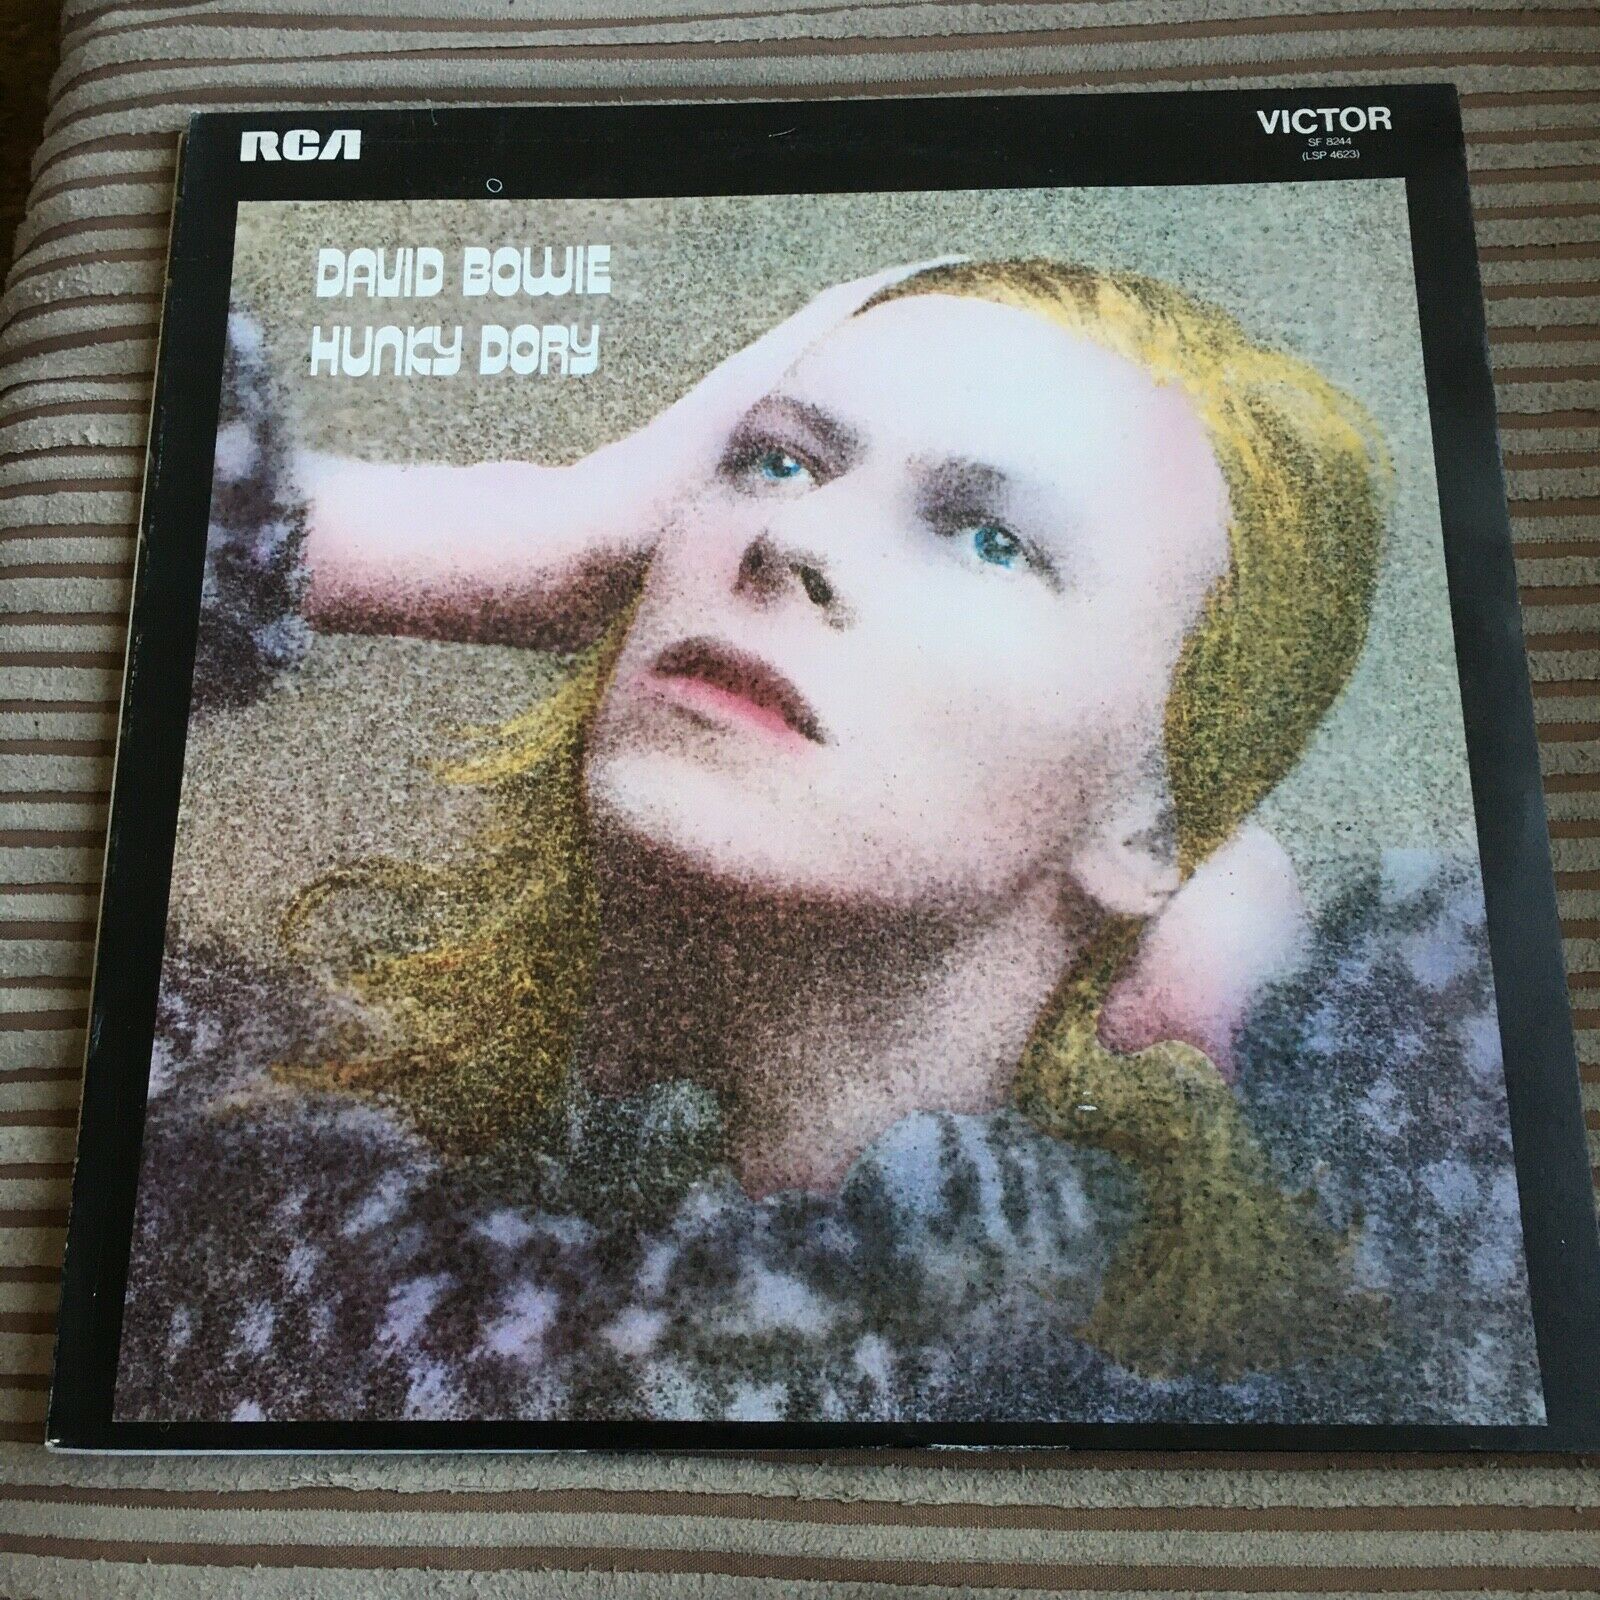 RCA
VICTOR
SF 8244
(LSP 4623)
DAVID BOWIE
HUNKY DORY